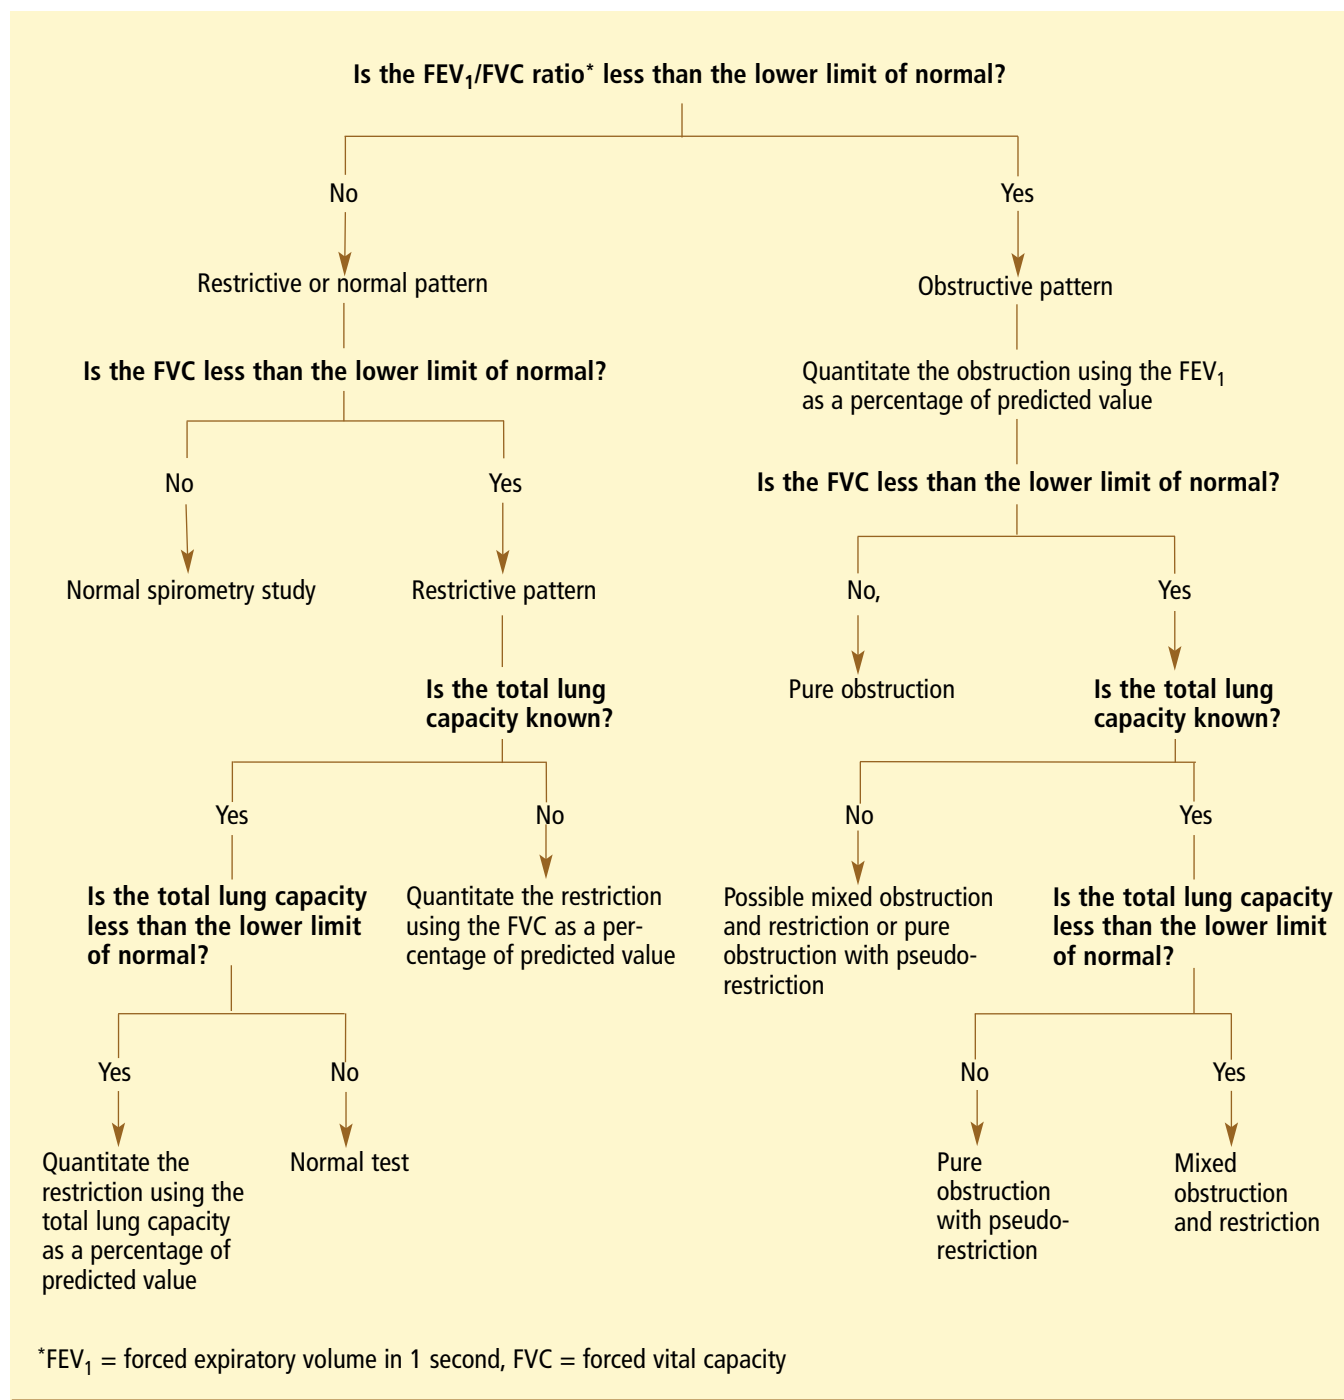 Is the FEV1/FVC ratio* less than the lower limit of normal?
No
Yes
Restrictive or normal pattern
Obstructive pattern
Is the FVC less than the lower limit of normal?
Quantitate the obstruction using the FEV1
as a percentage of predicted value
No
Yes
Is the FVC less than the lower limit of normal?
Normal spirometry study
Restrictive pattern
No,
Yes
Is the total lung
capacity known?
Pure obstruction
Is the total lung
capacity known?
Yes
No
No
Yes
Is the total lung capacity
less than the lower limit
of normal?
Quantitate the restriction
using the FVC as a per-
centage of predicted value
Possible mixed obstruction
and restriction or pure
obstruction with pseudo-
restriction
Is the total lung capacity
less than the lower limit
of normal?
Yes
No
No
Yes
Quantitate the
restriction using the
total lung capacity
as a percentage of
predicted value
Normal test
Pure
obstruction
with pseudo-
restriction
Mixed
obstruction
and restriction
*FEV1 = forced expiratory volume in 1 second, FVC = forced vital capacity